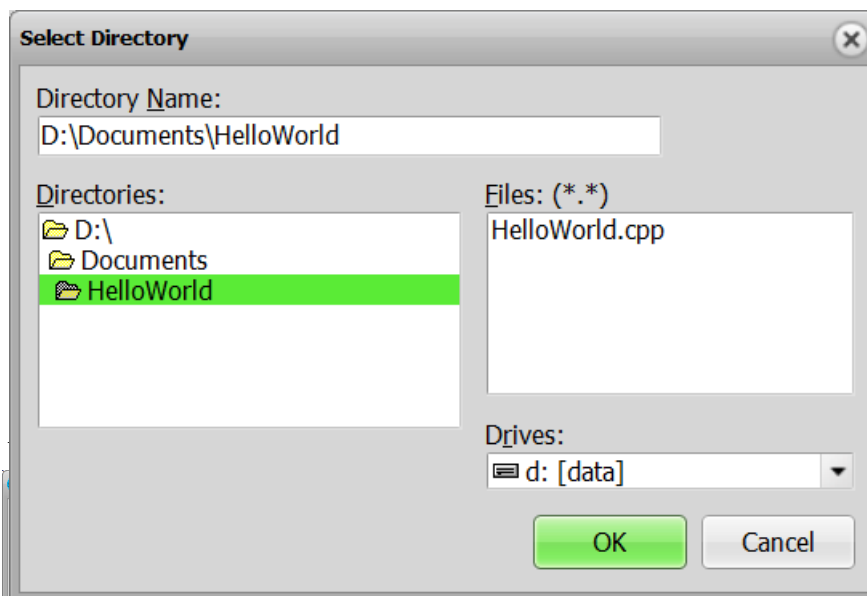 Select Directory
Directory Name:
D:\Documents\HelloWorld
Directories:
D:\
Documents
HelloWorld
Files: (*.*)
HelloWorld.cpp
Drives:
d: [data]
OK
Cancel